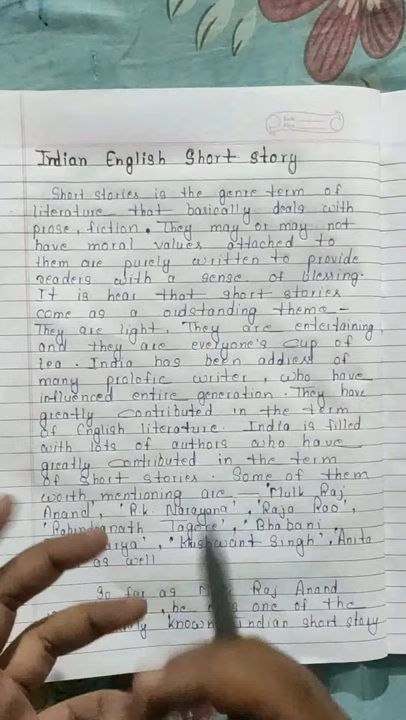 Indian English Short Story
Short stories is the genre term of
literature that basically deals with
prose, fiction. They may or may not
have moral values attached to
them are purely written to provide
readers with a sense of blessing.
It is hear that short stories
come as a oidstanding theme -
They are light, They are entertaining,
and they are everyone's cup of
tea. India has been addies of
many prolofic writer, who have
influenced entire generation. They have
greatly contributed in the term
of English literature. India is filled
with lots of authors who have
greatly contributed in the term
of Short stories. Some of them
worth, mentioning are — 'Mulk Raj
Anand', 'R.k. Narayana', 'Raja Rao',
'Rabindranath Tagore', 'Bhabani
'Khushwant Singh', 'Anita
as well
So far as Raj Anand
he one of the
known Indian short story